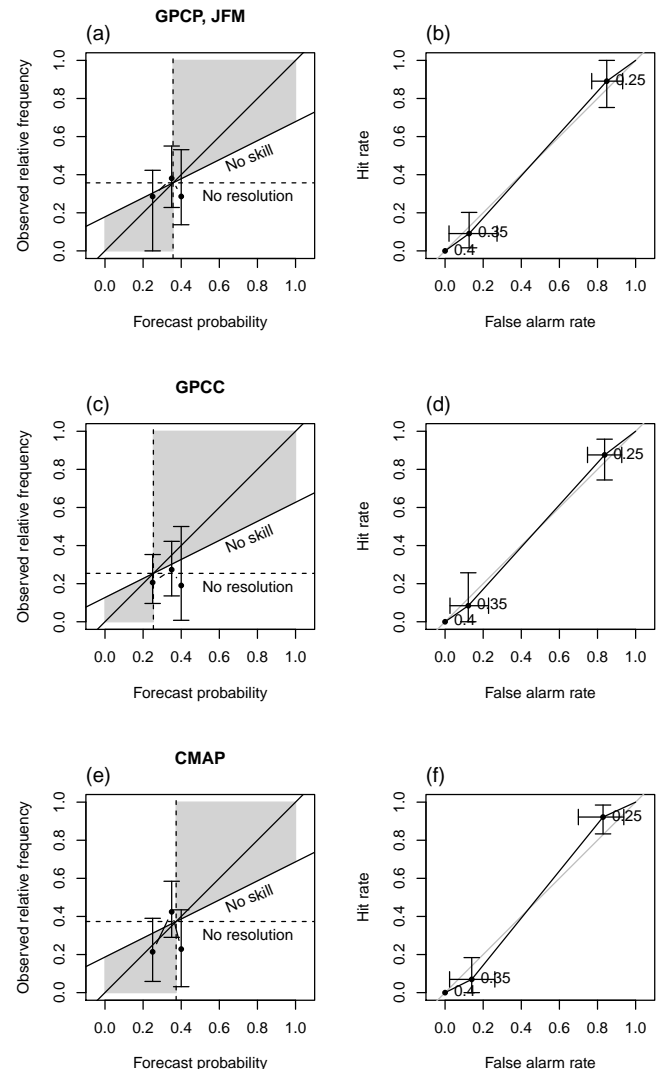 GPCP, JFM
(a)
Observed relative frequency
0.0 0.2 0.4 0.6 0.8 1.0
No skill
No resolution
0.0 0.2 0.4 0.6 0.8 1.0
Forecast probability
(b)
Hit rate
0.0 0.2 0.4 0.6 0.8 1.0
0.25
0.35
0.4
0.0 0.2 0.4 0.6 0.8 1.0
False alarm rate
GPCC
(c)
Observed relative frequency
0.0 0.2 0.4 0.6 0.8 1.0
No skill
No resolution
0.0 0.2 0.4 0.6 0.8 1.0
Forecast probability
(d)
Hit rate
0.0 0.2 0.4 0.6 0.8 1.0
0.25
0.35
0.4
0.0 0.2 0.4 0.6 0.8 1.0
False alarm rate
CMAP
(e)
Observed relative frequency
0.0 0.2 0.4 0.6 0.8 1.0
No skill
No resolution
0.0 0.2 0.4 0.6 0.8 1.0
Forecast probability
(f)
Hit rate
0.0 0.2 0.4 0.6 0.8 1.0
0.25
0.35
0.4
0.0 0.2 0.4 0.6 0.8 1.0
False alarm rate